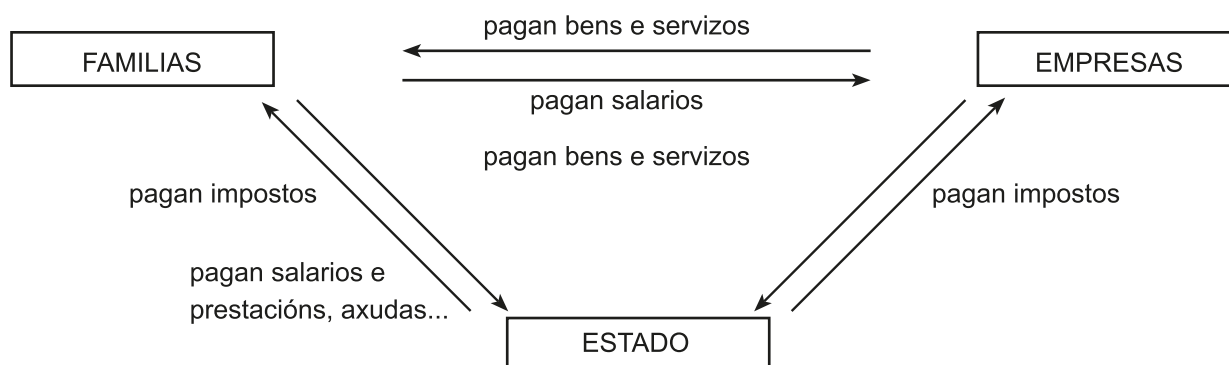 pagan bens e servizos
FAMILIAS
EMPRESAS
pagan salarios
pagan bens e servizos
pagan impostos
pagan impostos
pagan salarios e
prestacións, axudas...
ESTADO